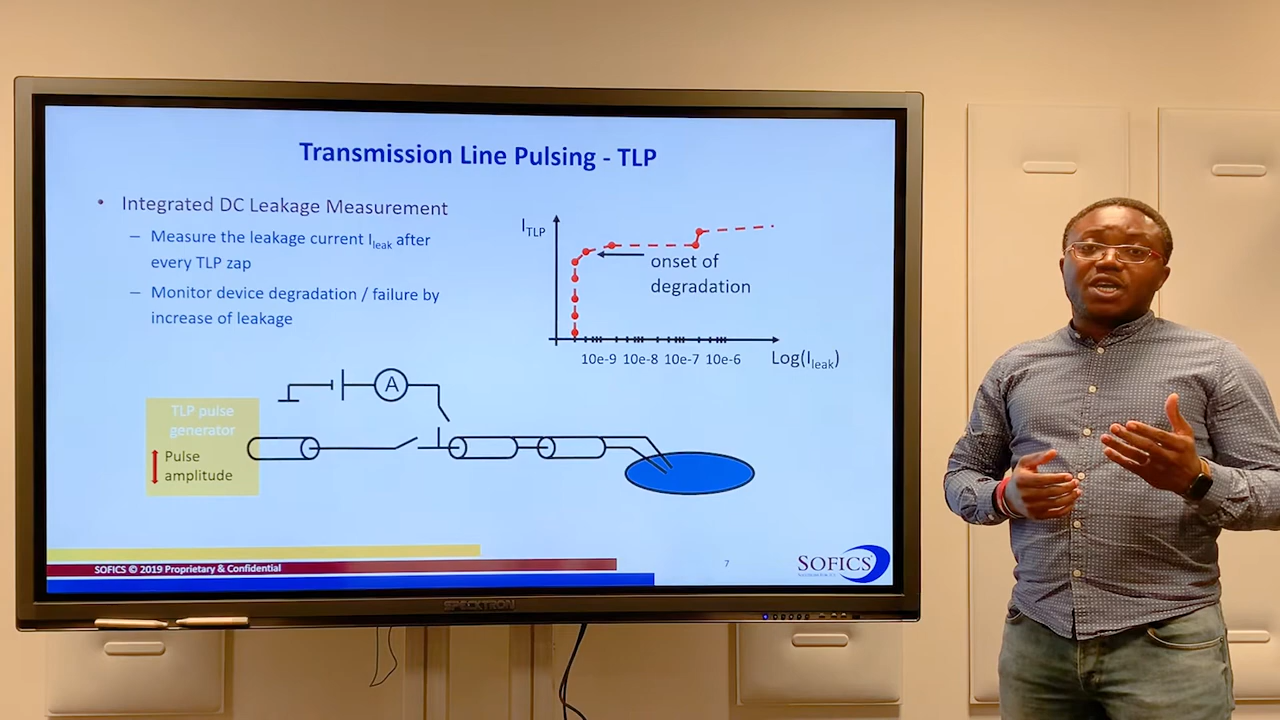 Transmission Line Pulsing - TLP
• Integrated DC Leakage Measurement
– Measure the leakage current Ileak after
every TLP zap
– Monitor device degradation / failure by
increase of leakage
ITLP
onset of
degradation
10e-9 10e-8 10e-7 10e-6
Log(Ileak)
A
TLP pulse
generator
Pulse
amplitude
SOFICS © 2019 Proprietary & Confidential
7
SOFICS
SPECKTRON